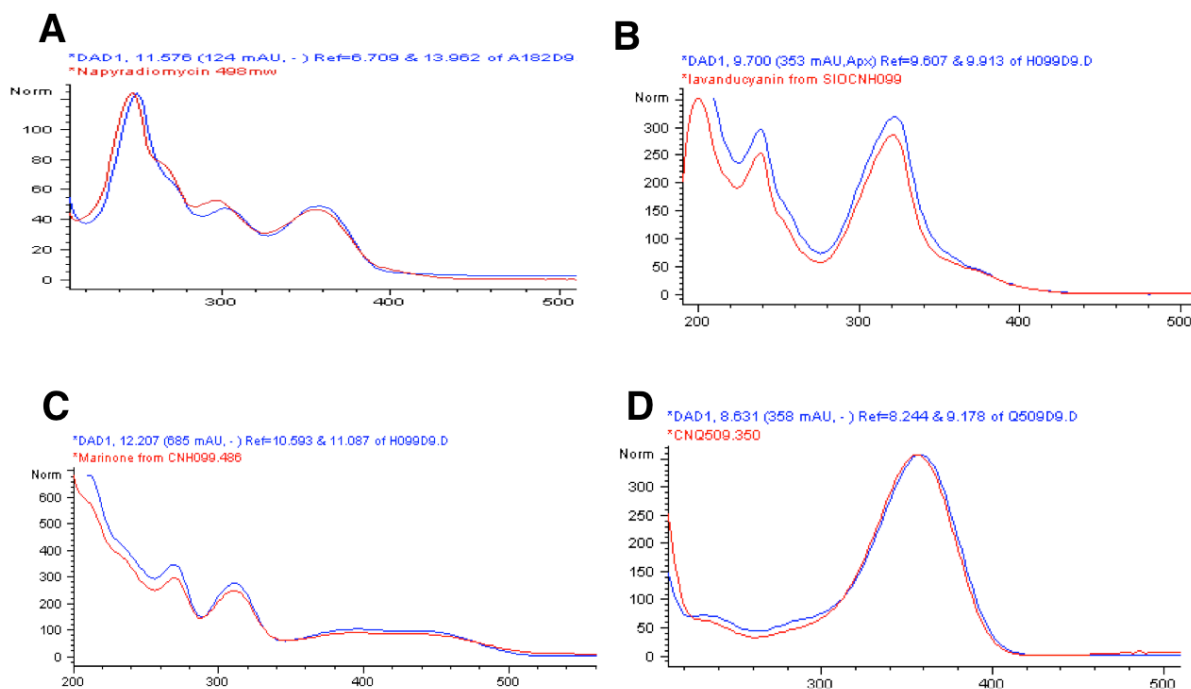 A
*DAD1, 11.576 (124 mAU, - ) Ref=6.709 & 13.962 of A182D9
*Napyradiomycin 498mw
Norm
100
80
60
40
20
0
300
400
500
B
*DAD1, 9.700 (353 mAU,Apx) Ref=9.607 & 9.913 of H099D9.D
*lavanducyanin from SIOCNH099
Norm
300
250
200
150
100
50
0
200
300
400
500
C
*DAD1, 12.207 (685 mAU, - ) Ref=10.593 & 11.087 of H099D9.D
*Marinone from CNH099.486
Norm
600
500
400
300
200
100
0
200
300
400
500
D
*DAD1, 8.631 (358 mAU, - ) Ref=8.244 & 9.178 of Q509D9.D
*CNQ509.350
Norm
300
250
200
150
100
50
0
300
400
500